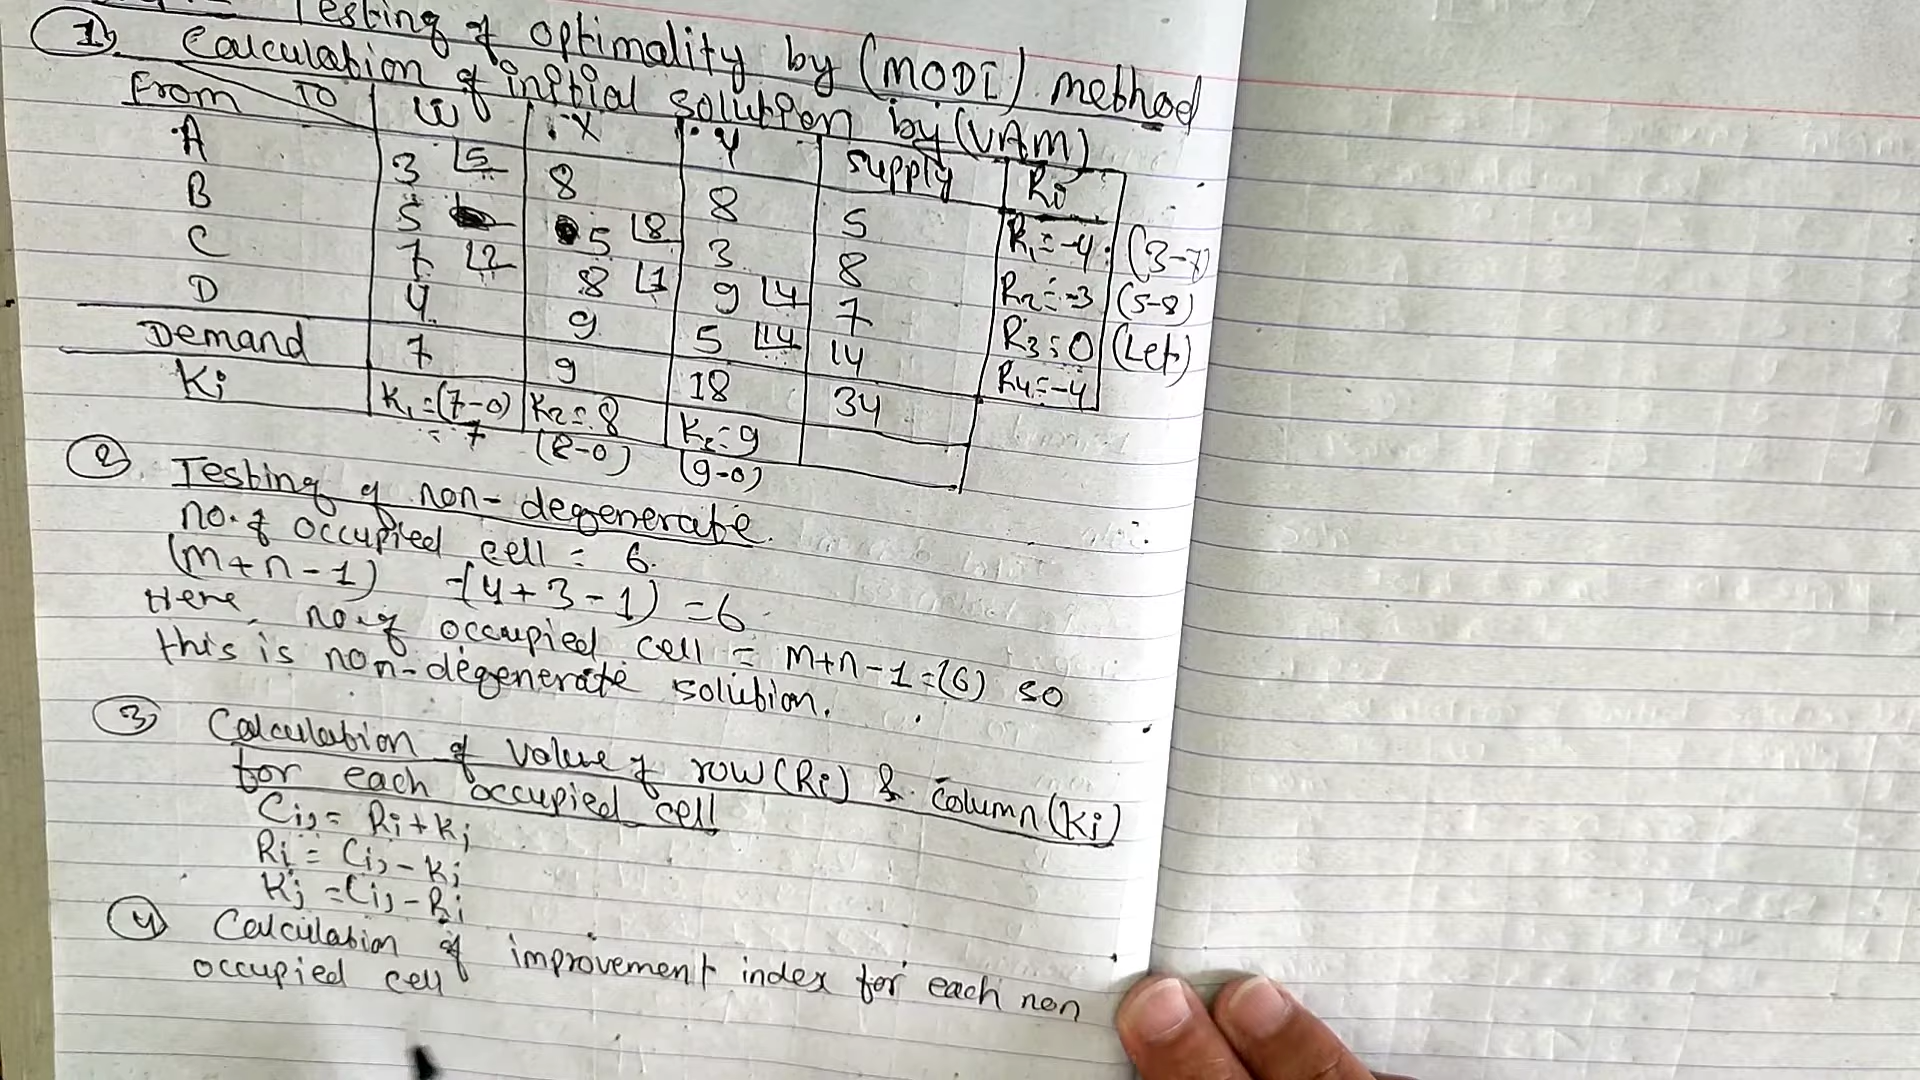 Testing of optimality by (MODI) method
1) Calculation of initial solution by (VAM)
From TO W X Y Supply Ri
A 3 5 8 8 5 R1=-4 (3-7)
B 5 5 8 3 8 R2=-3 (5-8)
C 7 2 8 1 9 4 7 R3=0 (Let)
D 4 9 5 14 14 R4=-4
Demand 7 9 18 34
Kj K1=(7-0) K2=8 K2=9
=7 (8-0) (9-0)
2) Testing of non-degenerate
no. of occupied cell = 6.
(m+n-1) -(4+3-1) =6
Here, no. of occupied cell = m+n-1=(6) so
this is non-degenerate solution.
3) Calculation of value of row (Ri) & column (Kj)
for each occupied cell
Cij = Ri+Kj
Ri = Cij-Kj
Kj = Cij-Ri
4) Calculation of improvement index for each non
occupied cell